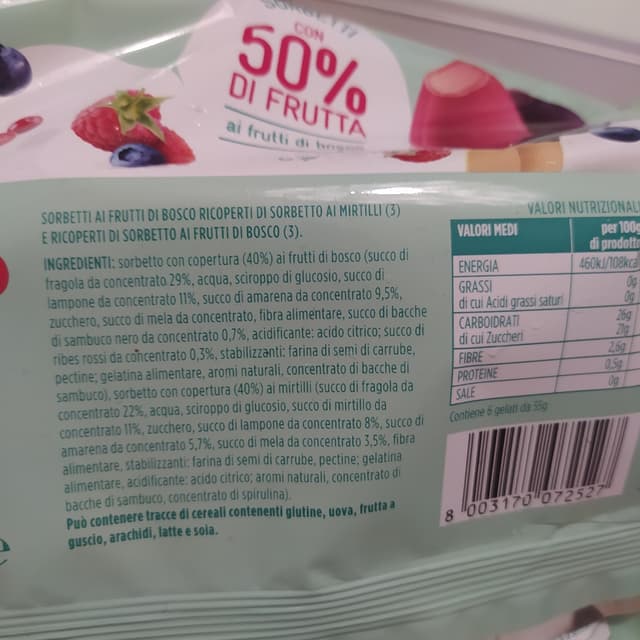 SORBETTI
CON
50%
DI FRUTTA
ai frutti di bosco
SORBETTI AI FRUTTI DI BOSCO RICOPERTI DI SORBETTO AI MIRTILLI (3)
E RICOPERTI DI SORBETTO AI FRUTTI DI BOSCO (3).
INGREDIENTI: sorbetto con copertura (40%) ai frutti di bosco (succo di
fragola da concentrato 29%, acqua, sciroppo di glucosio, succo di
lampone da concentrato 11%, succo di amarena da concentrato 9,5%,
zucchero, succo di mela da concentrato, fibra alimentare, succo di bacche
di sambuco nero da concentrato 0,7%, acidificante: acido citrico; succo di
ribes rossi da concentrato 0,3%, stabilizzanti: farina di semi di carrube,
pectine; gelatina alimentare, aromi naturali, concentrato di bacche di
sambuco), sorbetto con copertura (40%) ai mirtilli (succo di fragola da
concentrato 22%, acqua, sciroppo di glucosio, succo di mirtillo da
concentrato 11%, zucchero, succo di lampone da concentrato 8%, succo di
amarena da concentrato 5,7%, succo di mela da concentrato 3,5%, fibra
alimentare, stabilizzanti: farina di semi di carrube, pectine; gelatina
alimentare, acidificante: acido citrico; aromi naturali, concentrato di
bacche di sambuco, concentrato di spirulina).
Può contenere tracce di cereali contenenti glutine, uova, frutta a
guscio, arachidi, latte e soia.
VALORI NUTRIZIONALI
VALORI MEDI per 100g
di prodotto
ENERGIA 460kJ/108kcal
GRASSI 0g
di cui Acidi grassi saturi 0g
CARBOIDRATI 26g
di cui Zuccheri 21g
FIBRE 2,6g
PROTEINE 0,5g
SALE 0g
Contiene 6 gelati da 55g
8 003170 072527